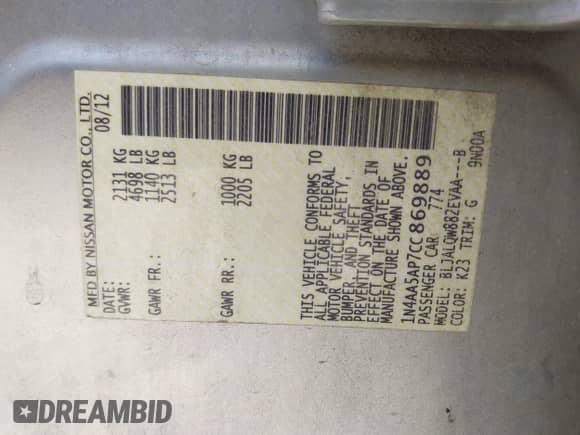 MFD BY NISSAN MOTOR CO., LTD.
DATE: 08/12
GVWR: 2131 KG
4698 LB
GAWR FR.: 1140 KG
2513 LB
GAWR RR.: 1000 KG
2205 LB
THIS VEHICLE CONFORMS TO
ALL APPLICABLE FEDERAL
MOTOR VEHICLE SAFETY,
BUMPER, AND THEFT
PREVENTION STANDARDS IN
EFFECT ON THE DATE OF
MANUFACTURE SHOWN ABOVE.
1N4AA5AP7CC869889
PASSENGER CAR 774
MODEL: BLJALQW882EVAA---B
COLOR: K23 TRIM: G 9N00A
DREAMBID